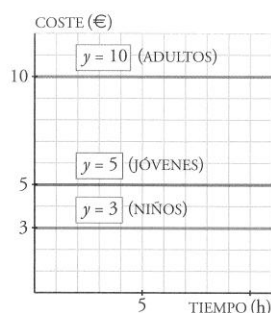 COSTE (€)
y = 10 (ADULTOS)
10
y = 5 (JÓVENES)
5
y = 3 (NIÑOS)
3
5
TIEMPO (h)